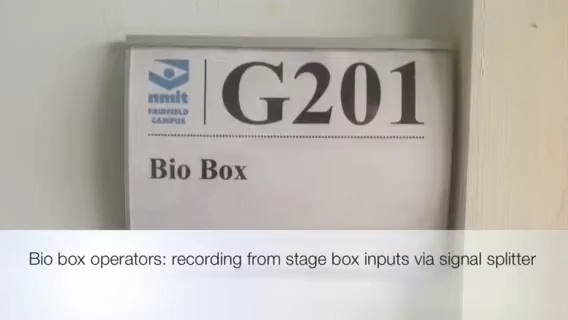 nmit
FAIRFIELD
CAMPUS
G201
Bio Box
Bio box operators: recording from stage box inputs via signal splitter